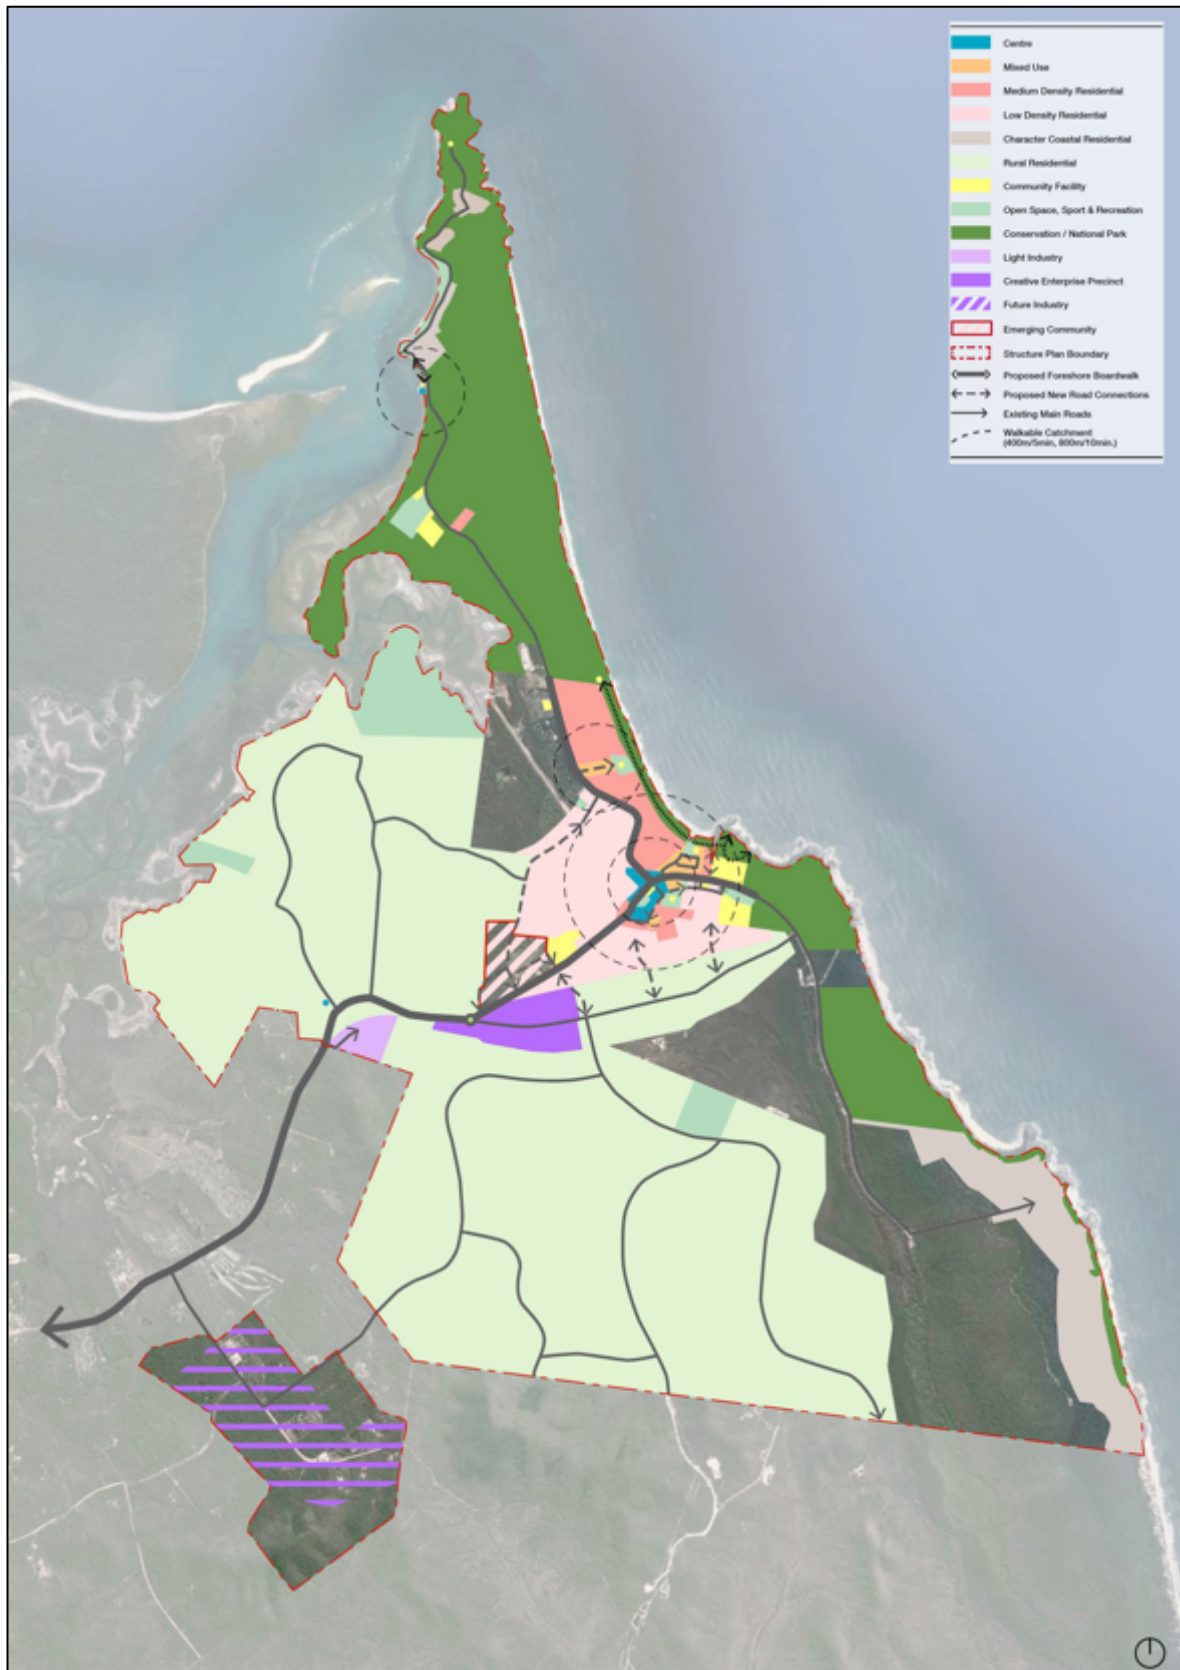 Centre
Mixed Use
Medium Density Residential
Low Density Residential
Character Coastal Residential
Rural Residential
Community Facility
Open Space, Sport & Recreation
Conservation / National Park
Light Industry
Creative Enterprise Precinct
Future Industry
Emerging Community
Structure Plan Boundary
Proposed Foreshore Boardwalk
Proposed New Road Connections
Existing Main Roads
Walkable Catchment
(400m/5min, 800m/10min.)